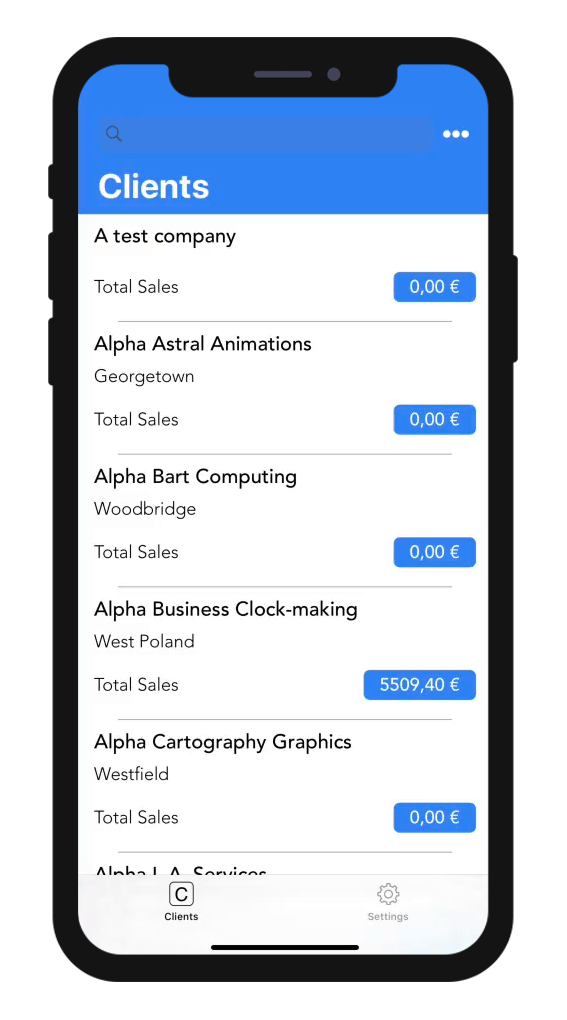 Clients
A test company
Total Sales 0,00 €
Alpha Astral Animations
Georgetown
Total Sales 0,00 €
Alpha Bart Computing
Woodbridge
Total Sales 0,00 €
Alpha Business Clock-making
West Poland
Total Sales 5509,40 €
Alpha Cartography Graphics
Westfield
Total Sales 0,00 €
Alpha L.A. Services
C
Clients Settings